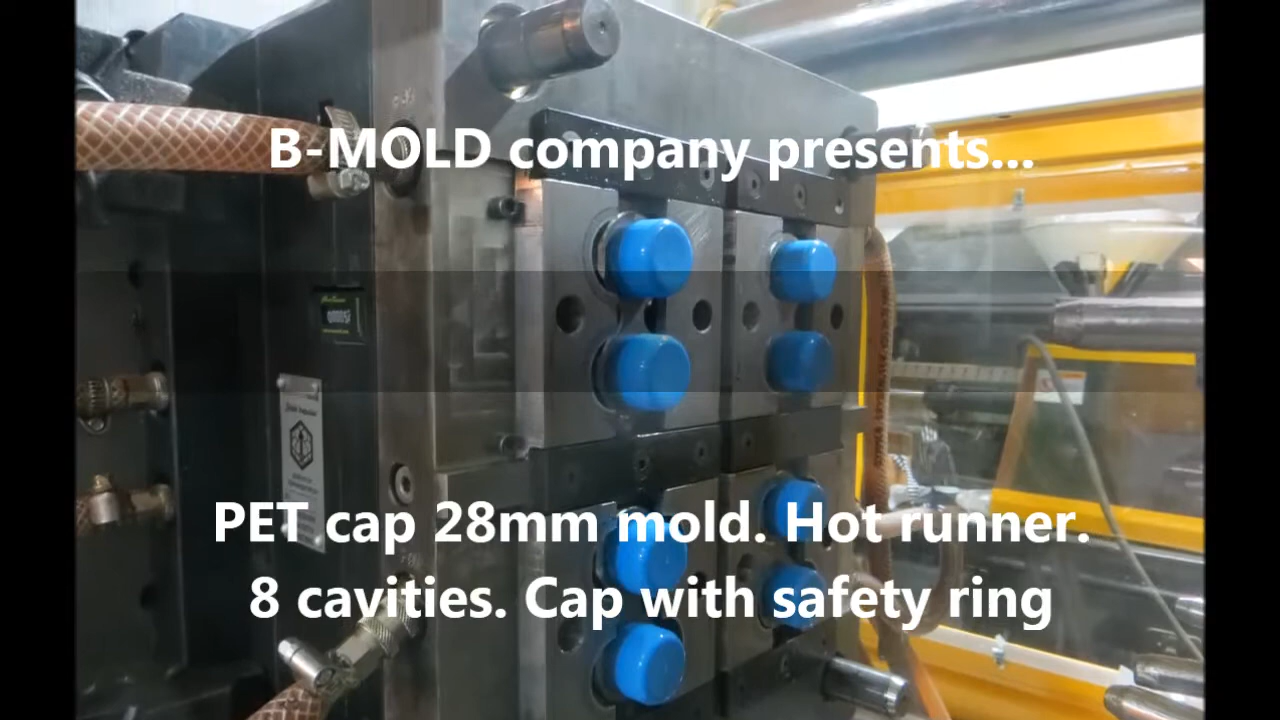 B-MOLD company presents...
PET cap 28mm mold. Hot runner.
8 cavities. Cap with safety ring